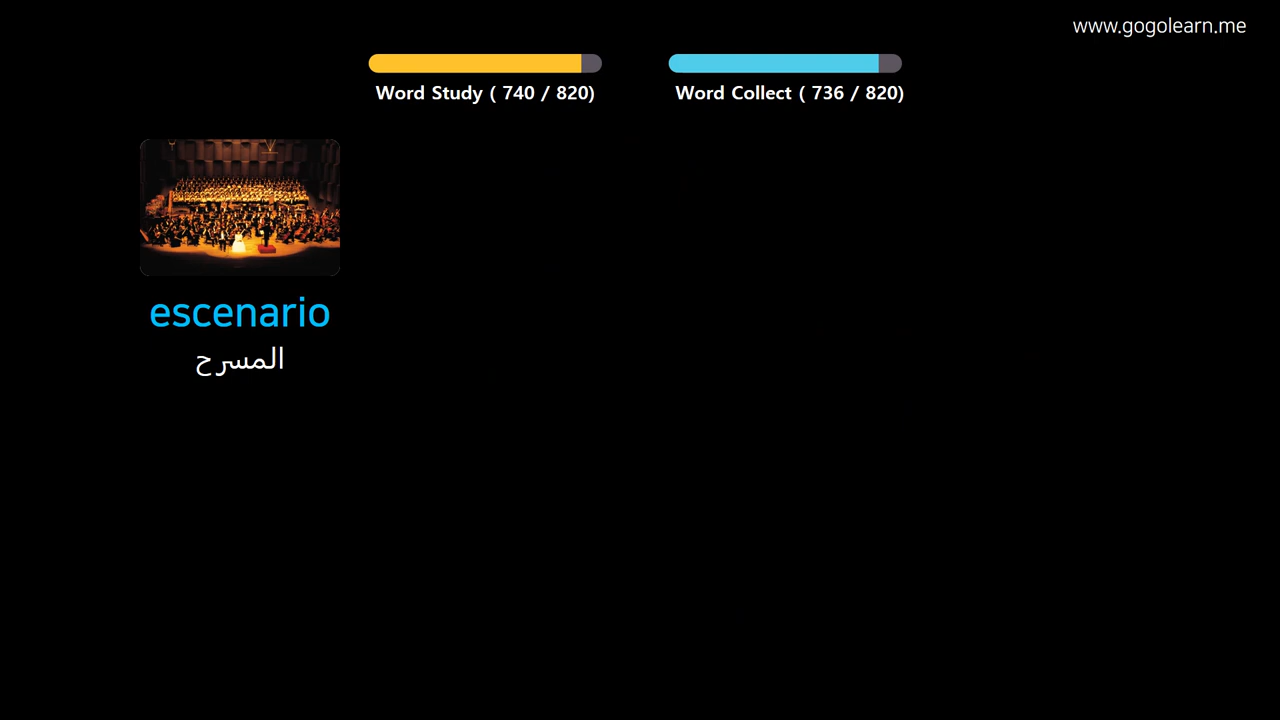 www.gogolearn.me
Word Study ( 740 / 820)
Word Collect ( 736 / 820)
escenario
المسرح